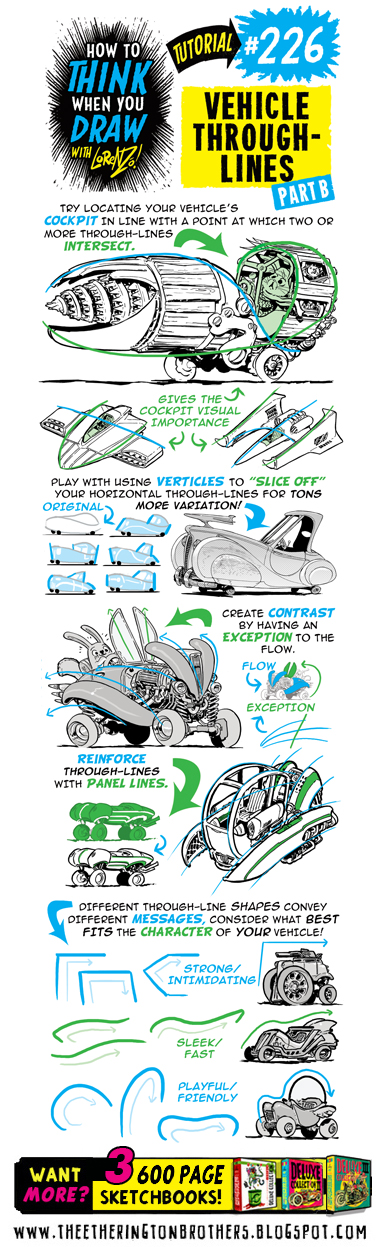 HOW TO
THINK
WHEN YOU
DRAW
WITH LORENZO!
TUTORIAL
#226
VEHICLE
THROUGH-
LINES
PART B
TRY LOCATING YOUR VEHICLE'S
COCKPIT IN LINE WITH A POINT AT WHICH TWO OR
MORE THROUGH-LINES
INTERSECT.
GIVES THE
COCKPIT VISUAL
IMPORTANCE
PLAY WITH USING VERTICLES TO "SLICE OFF"
YOUR HORIZONTAL THROUGH-LINES FOR TONS
MORE VARIATION!
ORIGINAL
CREATE CONTRAST
BY HAVING AN
EXCEPTION TO THE
FLOW.
FLOW
EXCEPTION
REINFORCE
THROUGH-LINES
WITH PANEL LINES.
DIFFERENT THROUGH-LINE SHAPES CONVEY
DIFFERENT MESSAGES, CONSIDER WHAT BEST
FITS THE CHARACTER OF YOUR VEHICLE!
STRONG/
INTIMIDATING
SLEEK/
FAST
PLAYFUL/
FRIENDLY
WANT
MORE?
3 600 PAGE
SKETCHBOOKS!
WWW.THEETHERINGTONBROTHERS.BLOGSPOT.COM